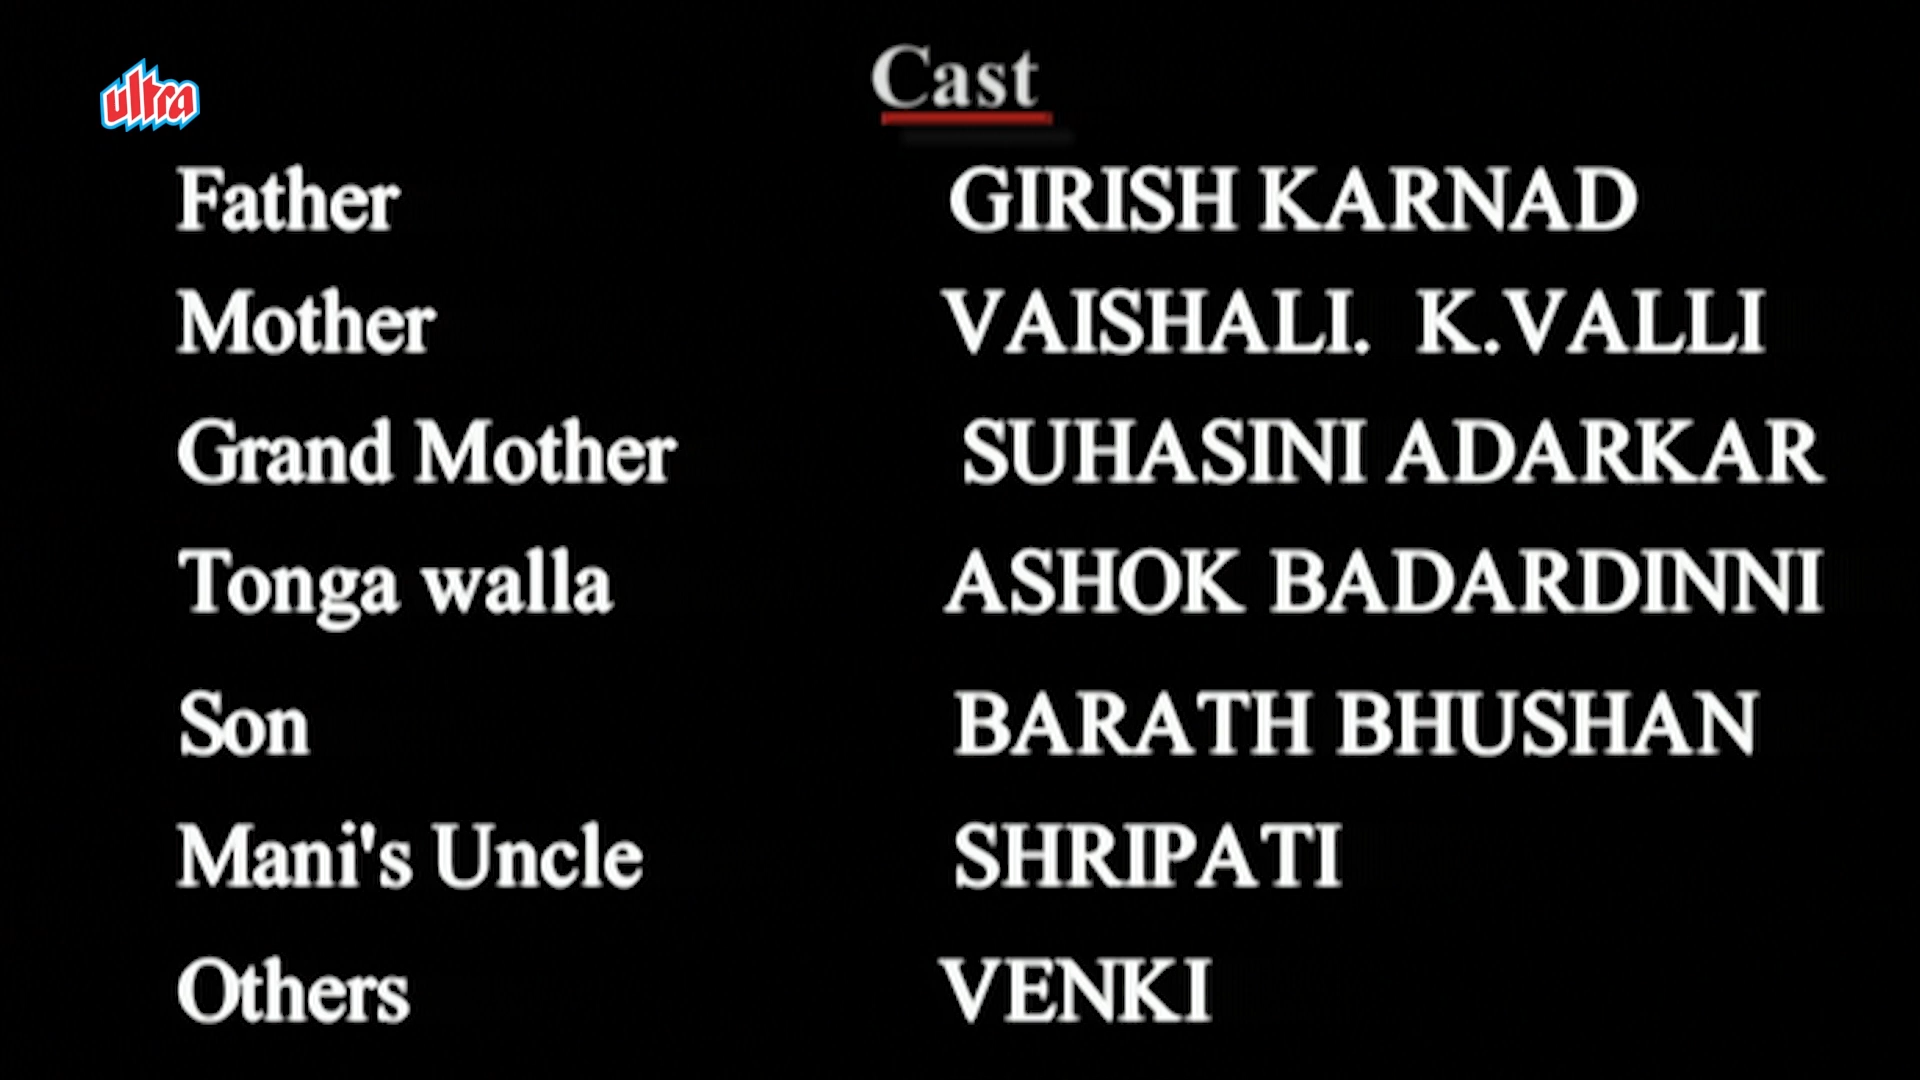 ultra
Cast
Father GIRISH KARNAD
Mother VAISHALI. K.VALLI
Grand Mother SUHASINI ADARKAR
Tonga walla ASHOK BADARDINNI
Son BARATH BHUSHAN
Mani's Uncle SHRIPATI
Others VENKI